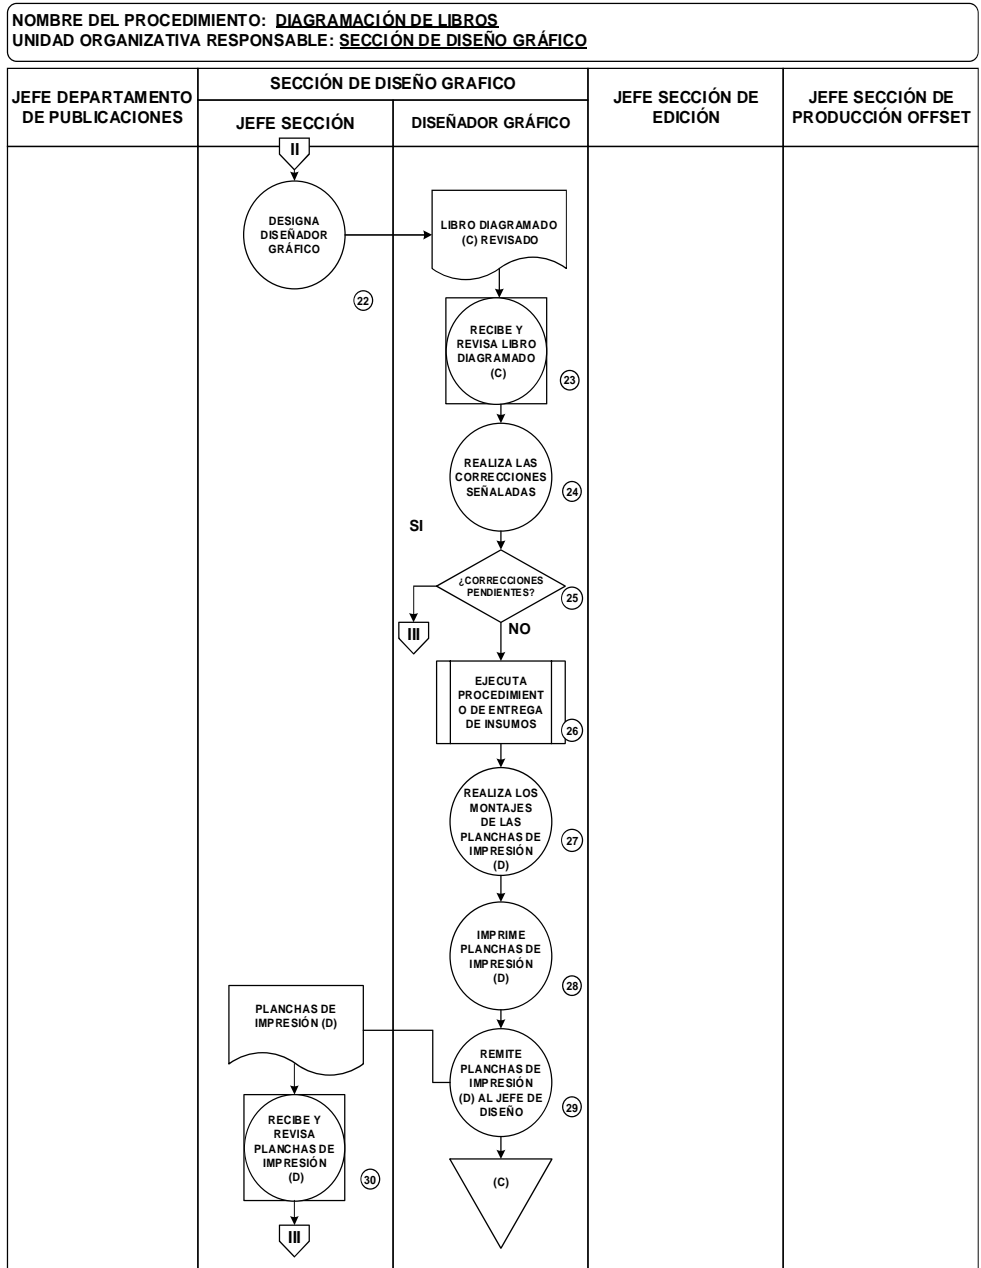 NOMBRE DEL PROCEDIMIENTO: DIAGRAMACIÓN DE LIBROS
UNIDAD ORGANIZATIVA RESPONSABLE: SECCIÓN DE DISEÑO GRÁFICO
JEFE DEPARTAMENTO
DE PUBLICACIONES
SECCIÓN DE DISEÑO GRAFICO
JEFE SECCIÓN
DISEÑADOR GRÁFICO
JEFE SECCIÓN DE
EDICIÓN
JEFE SECCIÓN DE
PRODUCCIÓN OFFSET
II
DESIGNA
DISEÑADOR
GRÁFICO
22
LIBRO DIAGRAMADO
(C) REVISADO
RECIBE Y
REVISA LIBRO
DIAGRAMADO
(C)
23
REALIZA LAS
CORRECCIONES
SEÑALADAS
24
SI
¿CORRECCIONES
PENDIENTES?
25
III
NO
EJECUTA
PROCEDIMIENT
O DE ENTREGA
DE INSUMOS
26
REALIZA LOS
MONTAJES
DE LAS
PLANCHAS DE
IMPRESIÓN
(D)
27
IMPRIME
PLANCHAS DE
IMPRESIÓN
(D)
28
REMITE
PLANCHAS DE
IMPRESIÓN
(D) AL JEFE DE
DISEÑO
29
PLANCHAS DE
IMPRESIÓN (D)
RECIBE Y
REVISA
PLANCHAS DE
IMPRESIÓN
(D)
30
(C)
III